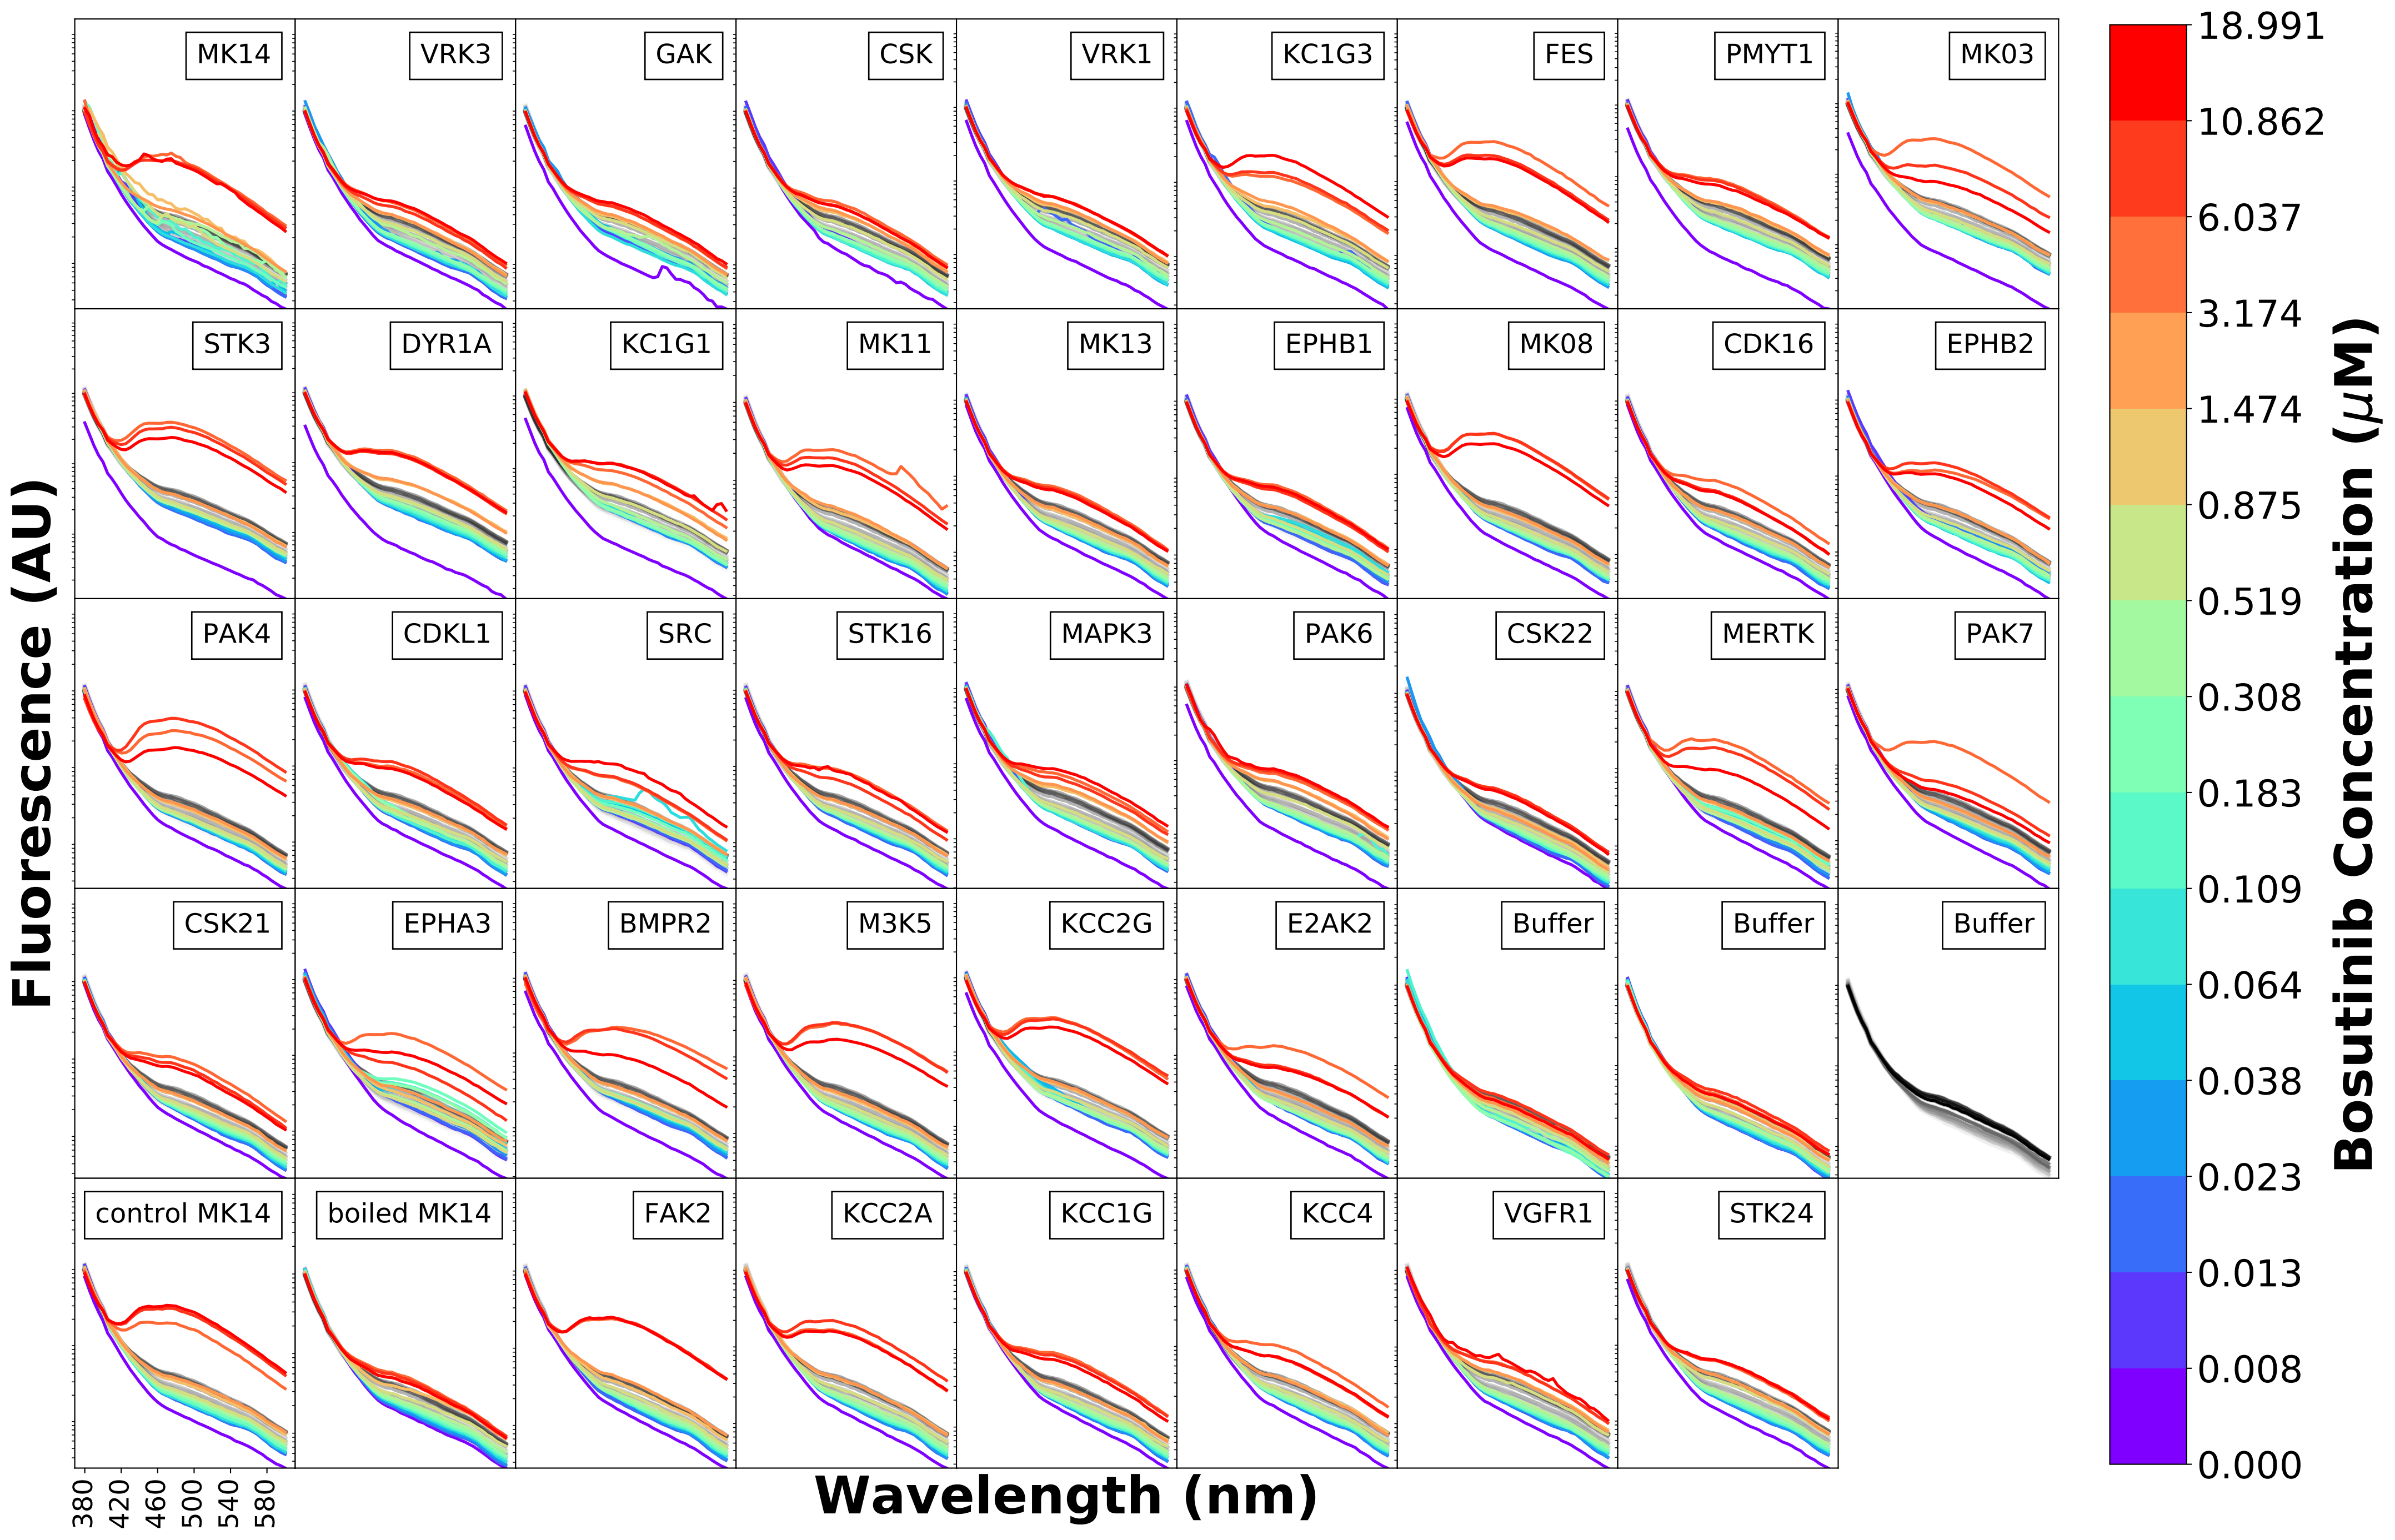 MK14 VRK3 GAK CSK VRK1 KC1G3 FES PMYT1 MK03
STK3 DYR1A KC1G1 MK11 MK13 EPHB1 MK08 CDK16 EPHB2
PAK4 CDKL1 SRC STK16 MAPK3 PAK6 CSK22 MERTK PAK7
CSK21 EPHA3 BMPR2 M3K5 KCC2G E2AK2 Buffer Buffer Buffer
control MK14 boiled MK14 FAK2 KCC2A KCC1G KCC4 VGFR1 STK24
Fluorescence (AU)
380 420 460 500 540 580
Wavelength (nm)
18.991
10.862
6.037
3.174
1.474
0.875
0.519
0.308
0.183
0.109
0.064
0.038
0.023
0.013
0.008
0.000
Bosutinib Concentration (μM)